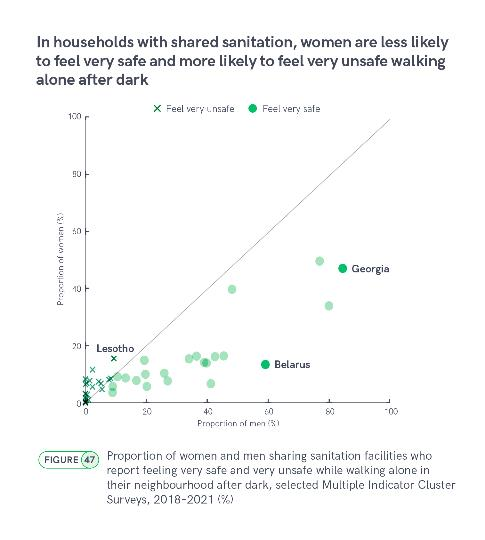 In households with shared sanitation, women are less likely
to feel very safe and more likely to feel very unsafe walking
alone after dark
Feel very unsafe Feel very safe
100
80
60
40
20
0
Proportion of women (%)
Georgia
Lesotho
Belarus
0 20 40 60 80 100
Proportion of men (%)
FIGURE 47
Proportion of women and men sharing sanitation facilities who
report feeling very safe and very unsafe while walking alone in
their neighbourhood after dark, selected Multiple Indicator Cluster
Surveys, 2018-2021 (%)